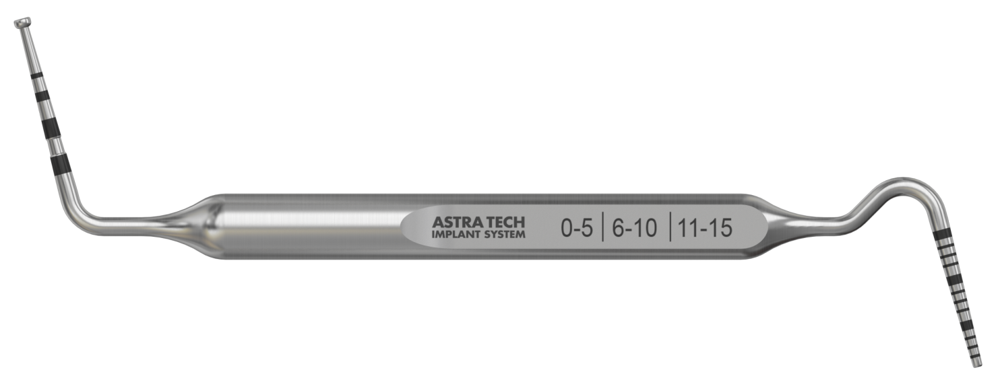 ASTRA TECH
IMPLANT SYSTEM
0-5 | 6-10 | 11-15